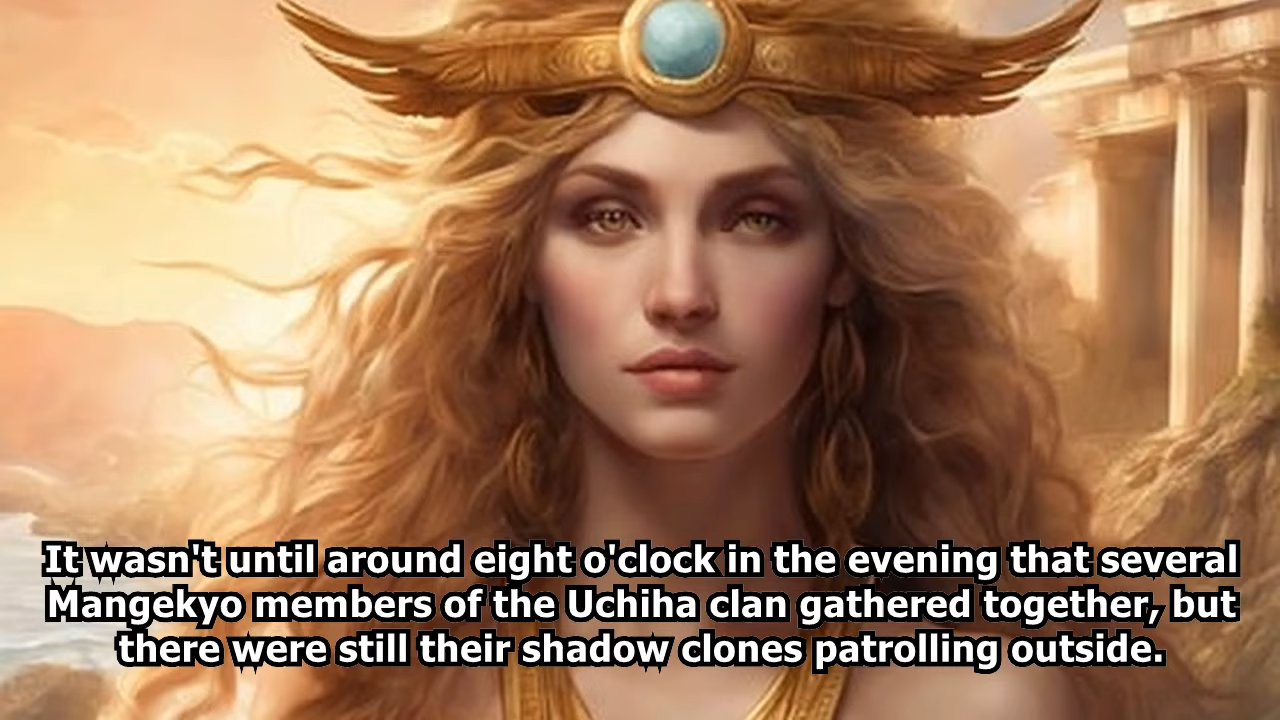 It wasn't until around eight o'clock in the evening that several
Mangekyo members of the Uchiha clan gathered together, but
there were still their shadow clones patrolling outside.